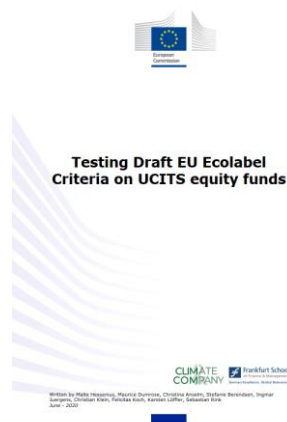 European
Commission
Testing Draft EU Ecolabel
Criteria on UCITS equity funds
CLIMATE
COMPANY
Frankfurt School
Written by Malte Hessenius, Maurice Dumrose, Christina Anselm, Stefanie Berendsen, Ingmar
Juergens, Christian Klein, Felicitas Koch, Karsten Löffler, Sebastian Rink
June - 2020